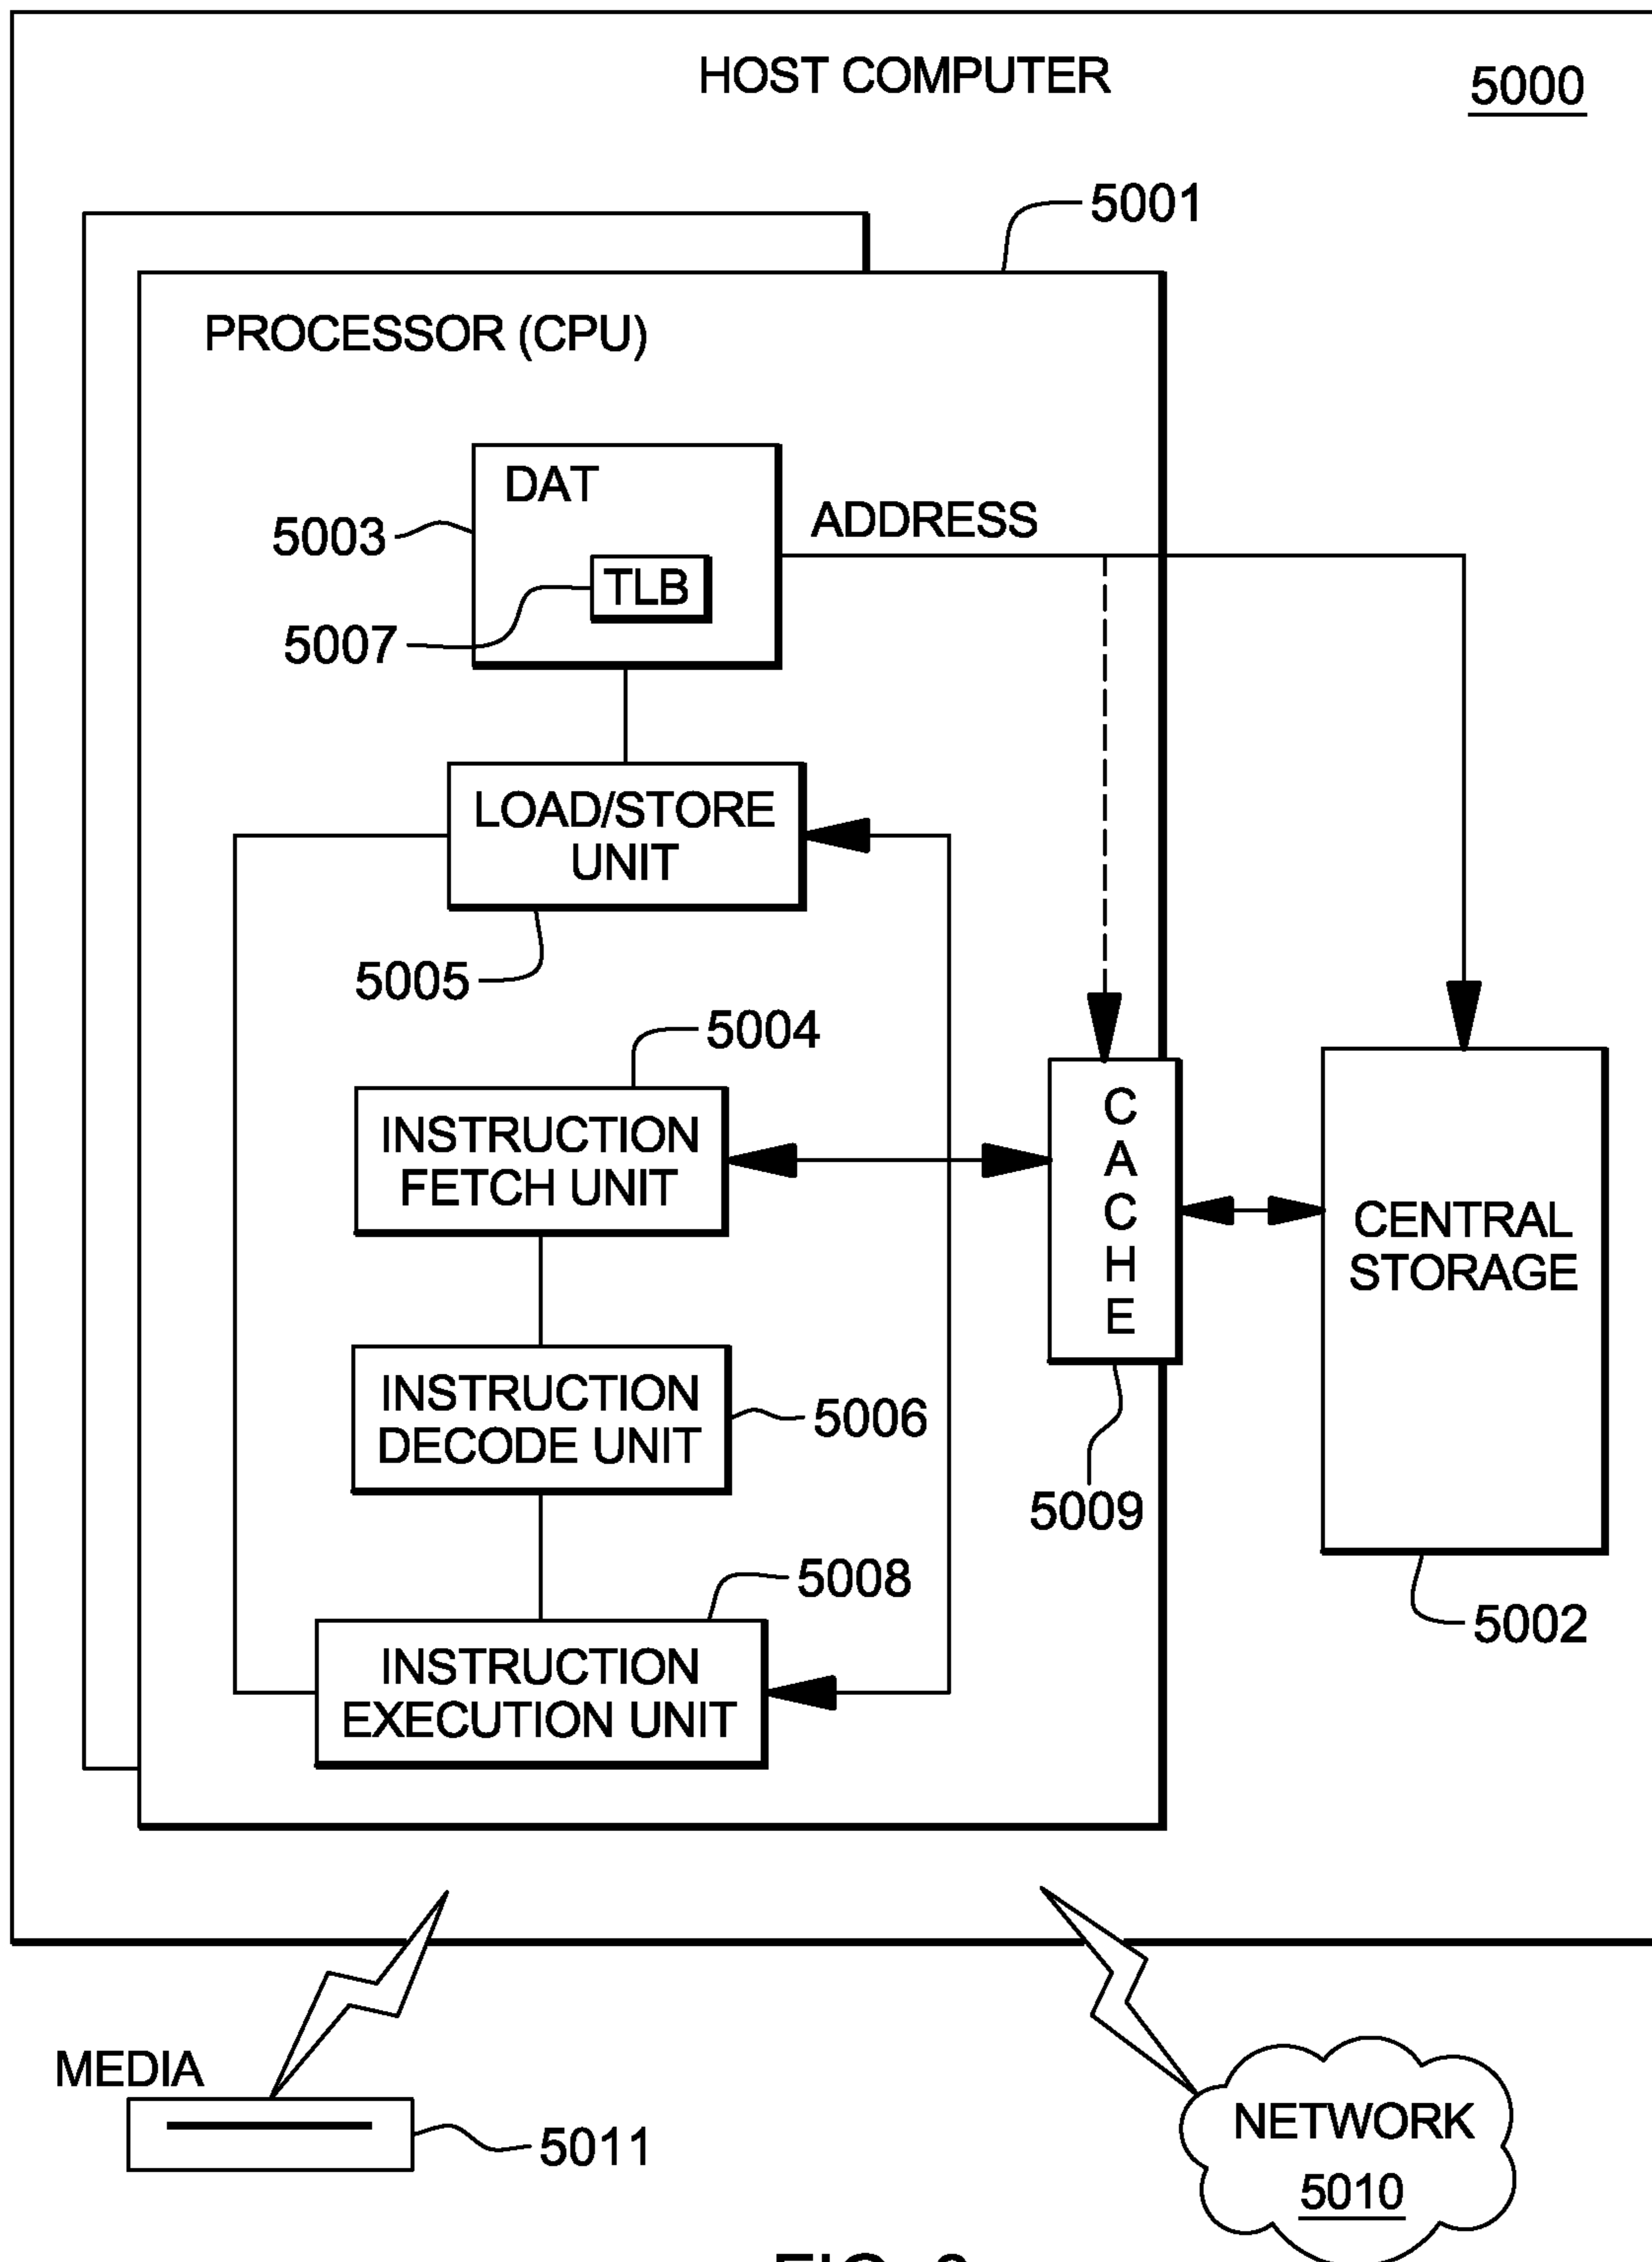 HOST COMPUTER
5000
5001
PROCESSOR (CPU)
DAT
ADDRESS
5003
TLB
5007
LOAD/STORE
UNIT
5005
5004
INSTRUCTION
FETCH UNIT
CACHE
CENTRAL
STORAGE
INSTRUCTION
DECODE UNIT
5006
5009
5008
5002
INSTRUCTION
EXECUTION UNIT
MEDIA
5011
NETWORK
5010